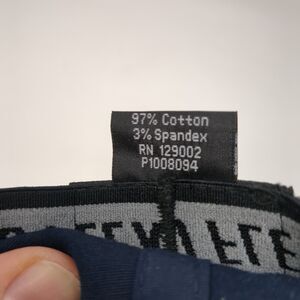 97% Cotton
3% Spandex
RN 129002
P1008094